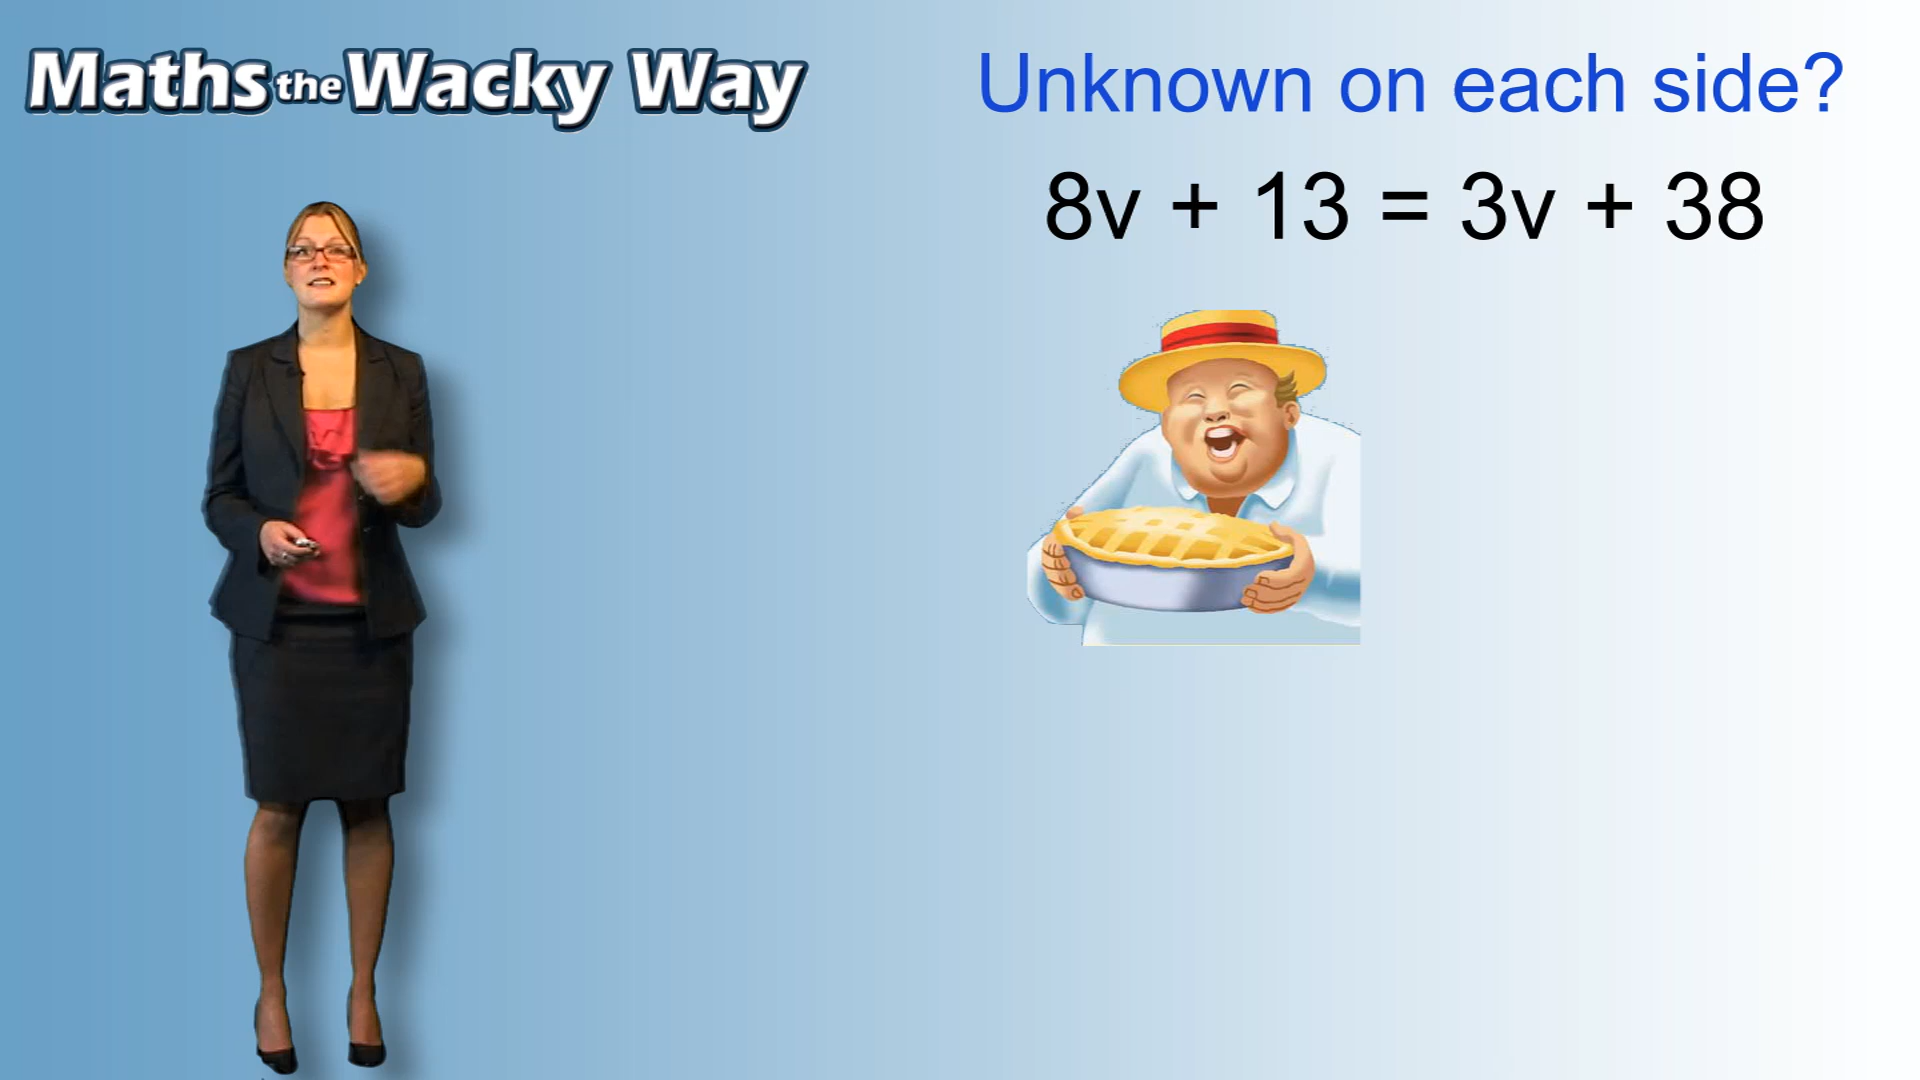 Maths the Wacky Way
Unknown on each side?
8v + 13 = 3v + 38